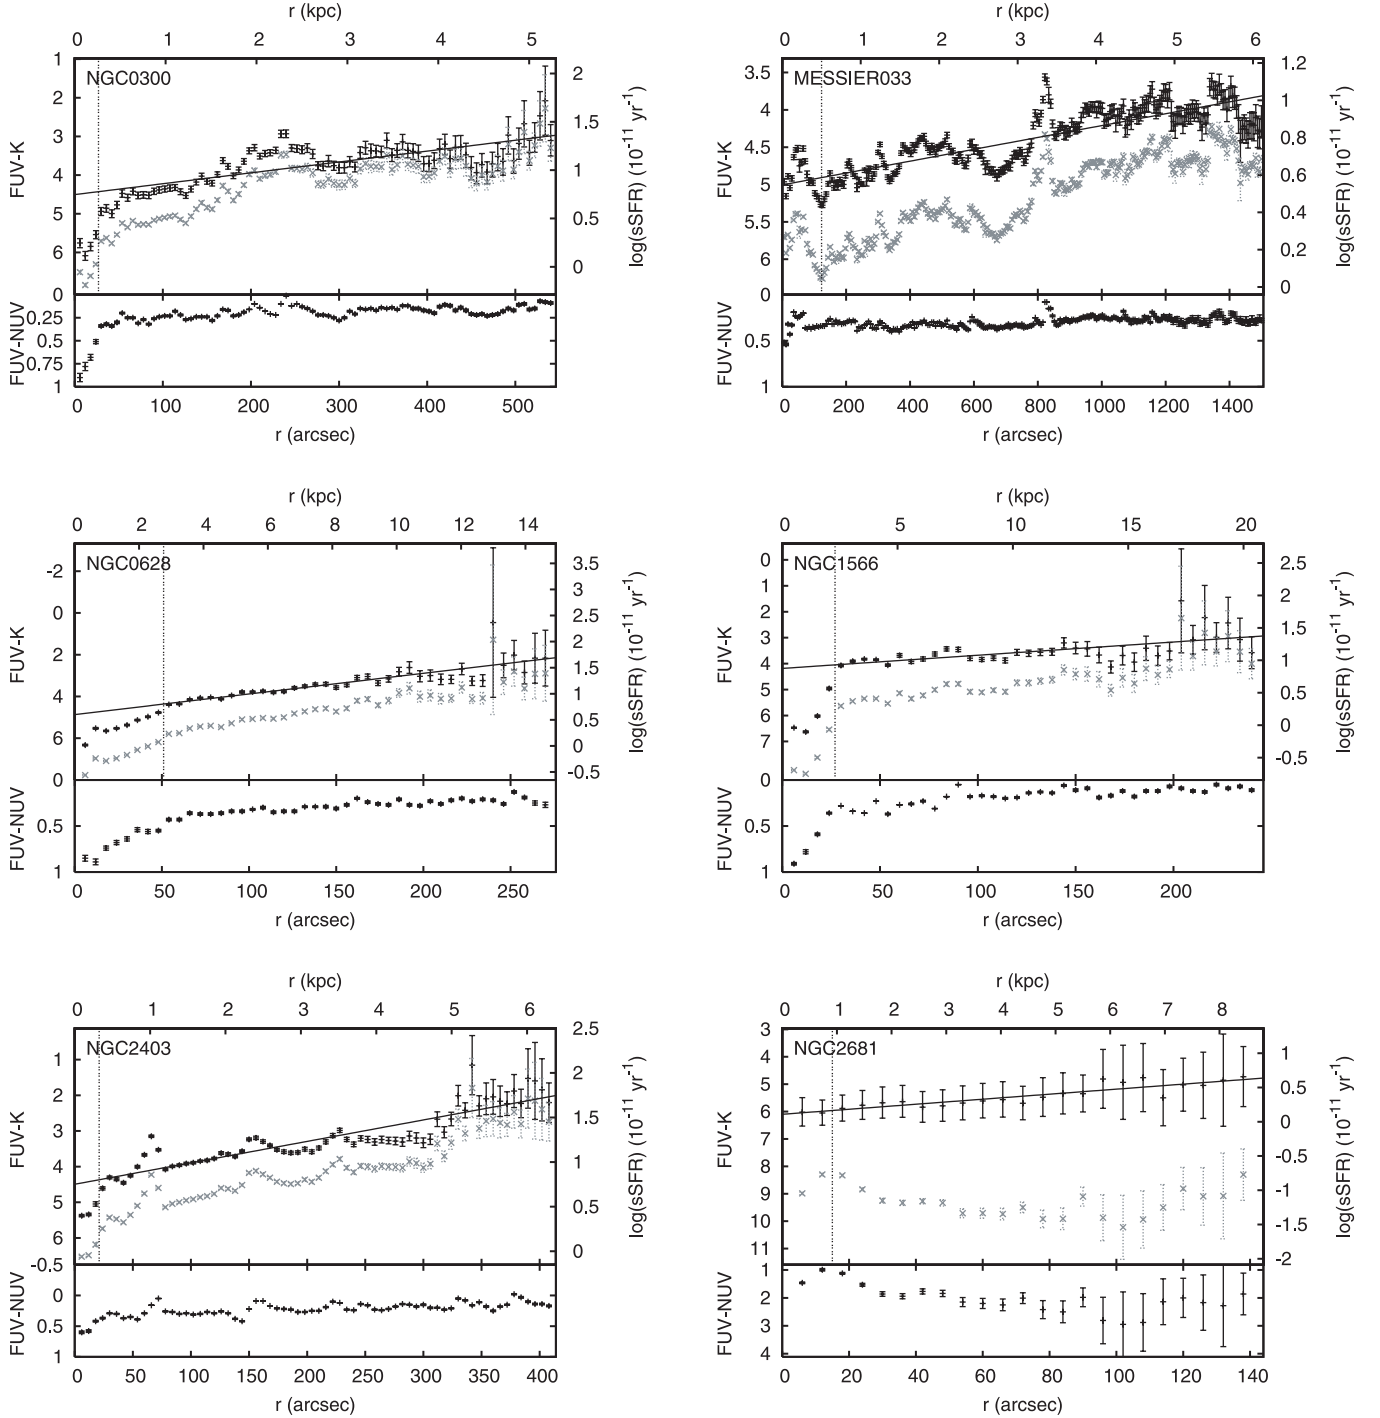 r (kpc)
0 1 2 3 4 5
NGC0300
1 2 3 4 5 6
FUV-K
2 1.5 1 0.5 0
log(sSFR) (10-11 yr-1)
0 0.25 0.5 0.75 1
FUV-NUV
0 100 200 300 400 500
r (arcsec)
r (kpc)
0 1 2 3 4 5 6
MESSIER033
3.5 4 4.5 5 5.5 6
FUV-K
1.2 1 0.8 0.6 0.4 0.2 0
log(sSFR) (10-11 yr-1)
0 0.5 1
FUV-NUV
0 200 400 600 800 1000 1200 1400
r (arcsec)
r (kpc)
0 2 4 6 8 10 12 14
NGC0628
-2 0 2 4 6
FUV-K
3.5 3 2.5 2 1.5 1 0.5 0 -0.5
log(sSFR) (10-11 yr-1)
0 0.5 1
FUV-NUV
0 50 100 150 200 250
r (arcsec)
r (kpc)
0 5 10 15 20
NGC1566
0 1 2 3 4 5 6 7
FUV-K
2.5 2 1.5 1 0.5 0 -0.5
log(sSFR) (10-11 yr-1)
0 0.5 1
FUV-NUV
0 50 100 150 200
r (arcsec)
r (kpc)
0 1 2 3 4 5 6
NGC2403
1 2 3 4 5 6
FUV-K
2.5 2 1.5 1 0.5 0
log(sSFR) (10-11 yr-1)
-0.5 0 0.5 1
FUV-NUV
0 50 100 150 200 250 300 350 400
r (arcsec)
r (kpc)
0 1 2 3 4 5 6 7 8
NGC2681
3 4 5 6 7 8 9 10 11
FUV-K
1 0.5 0 -0.5 -1 -1.5 -2
log(sSFR) (10-11 yr-1)
1 2 3 4
FUV-NUV
0 20 40 60 80 100 120 140
r (arcsec)